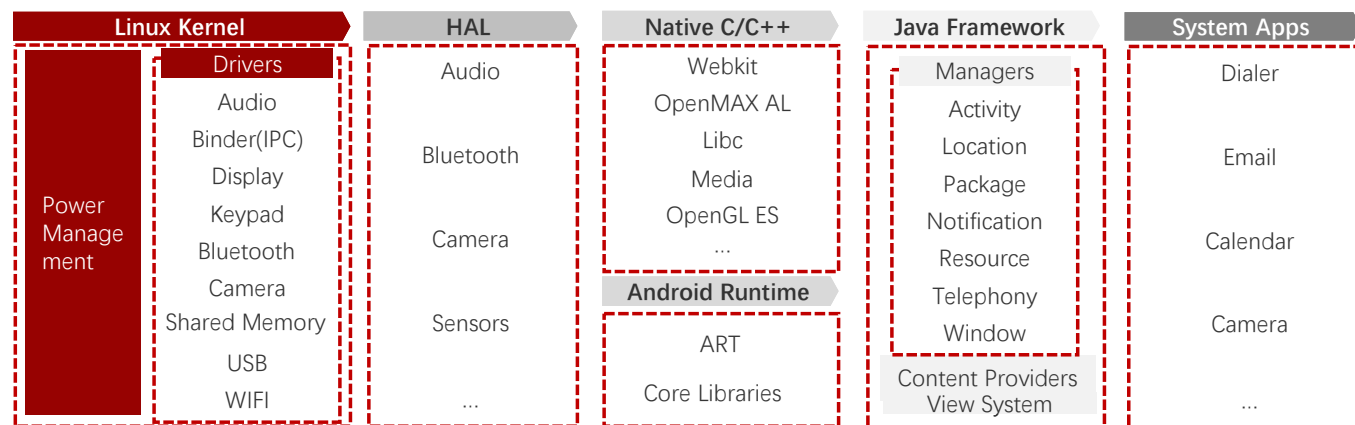 Linux Kernel
Power
Manage
ment
Drivers
Audio
Binder(IPC)
Display
Keypad
Bluetooth
Camera
Shared Memory
USB
WIFI
HAL
Audio
Bluetooth
Camera
Sensors
...
Native C/C++
Webkit
OpenMAX AL
Libc
Media
OpenGL ES
...
Android Runtime
ART
Core Libraries
Java Framework
Managers
Activity
Location
Package
Notification
Resource
Telephony
Window
Content Providers
View System
System Apps
Dialer
Email
Calendar
Camera
...